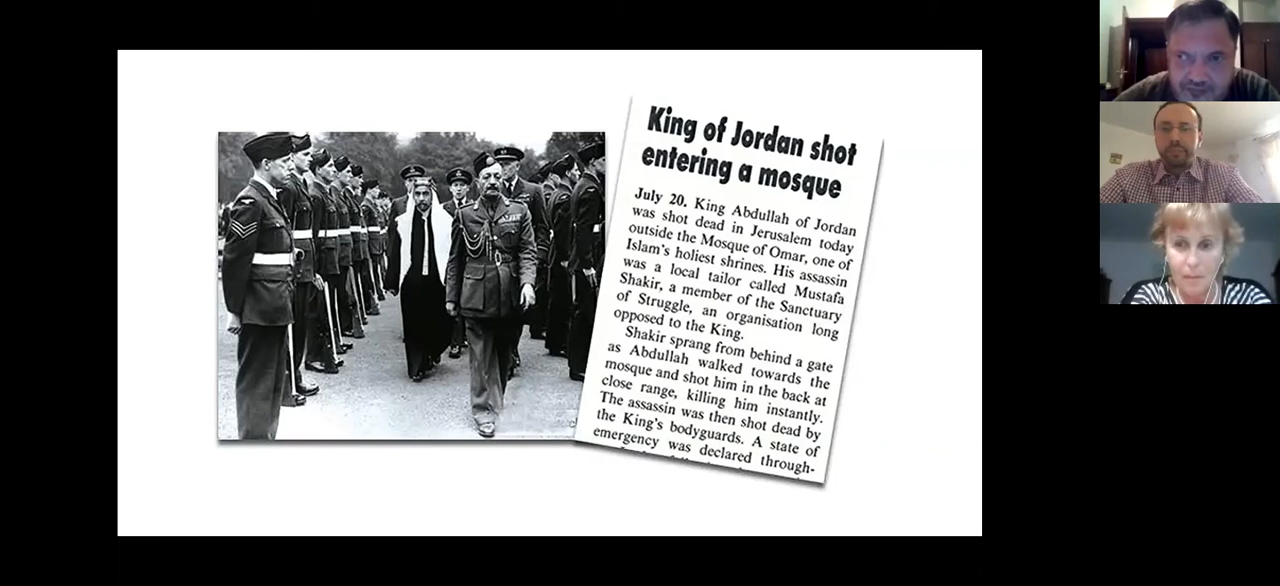 King of Jordan shot
entering a mosque
July 20. King Abdullah of Jordan
was shot dead in Jerusalem today
outside the Mosque of Omar, one of
Islam's holiest shrines. His assassin
was a local tailor called Mustafa
Shakir, a member of the Sanctuary
of Struggle, an organisation long
opposed to the King.
Shakir sprang from behind a gate
as Abdullah walked towards the
mosque and shot him in the back at
close range, killing him instantly.
The assassin was then shot dead by
the King's bodyguards. A state of
emergency was declared through-